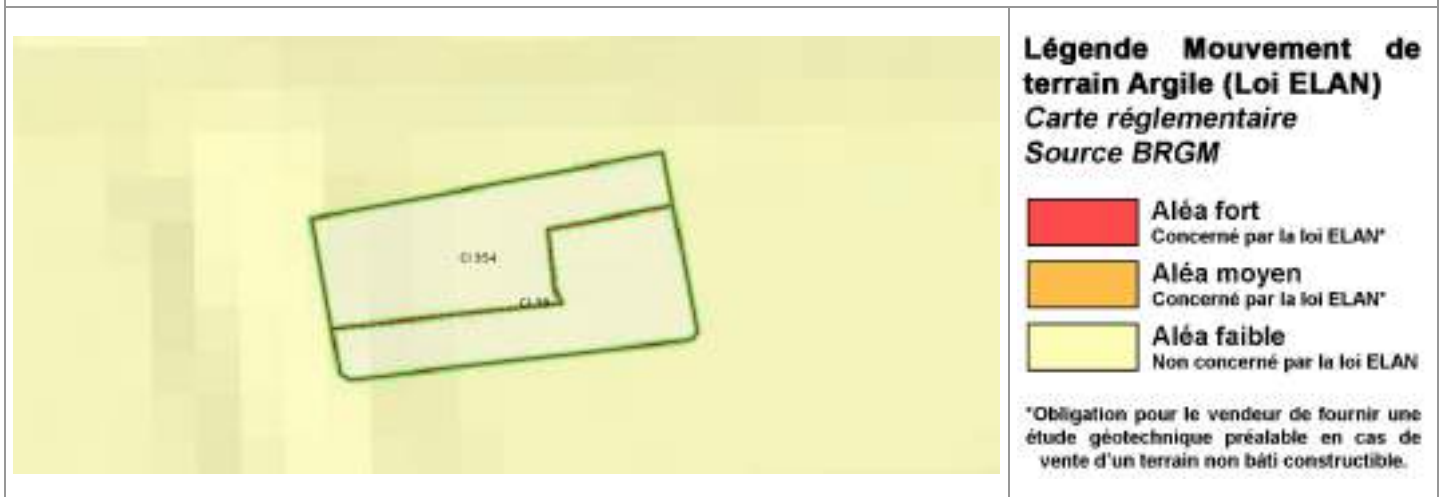 CI 954
Légende Mouvement de
terrain Argile (Loi ELAN)
Carte réglementaire
Source BRGM
Aléa fort
Concerné par la loi ELAN*
Aléa moyen
Concerné par la loi ELAN*
Aléa faible
Non concerné par la loi ELAN
*Obligation pour le vendeur de fournir une
étude géotechnique préalable en cas de
vente d'un terrain non bâti constructible.